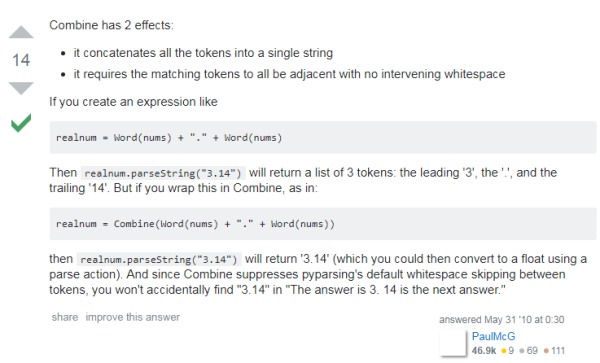 Combine has 2 effects:
• it concatenates all the tokens into a single string
14
• it requires the matching tokens to all be adjacent with no intervening whitespace
If you create an expression like
realnum = Word(nums) + "." + Word(nums)
Then realnum.parseString("3.14") will return a list of 3 tokens: the leading '3', the '.', and the
trailing '14'. But if you wrap this in Combine, as in:
realnum = Combine(Word(nums) + "." + Word(nums))
then realnum.parseString("3.14") will return '3.14' (which you could then convert to a float using a
parse action). And since Combine suppresses pyparsing's default whitespace skipping between
tokens, you won't accidentally find "3.14" in "The answer is 3. 14 is the next answer."
share improve this answer
answered May 31 '10 at 0:30
PaulMcG
46.9k ●9 ●69 ●111